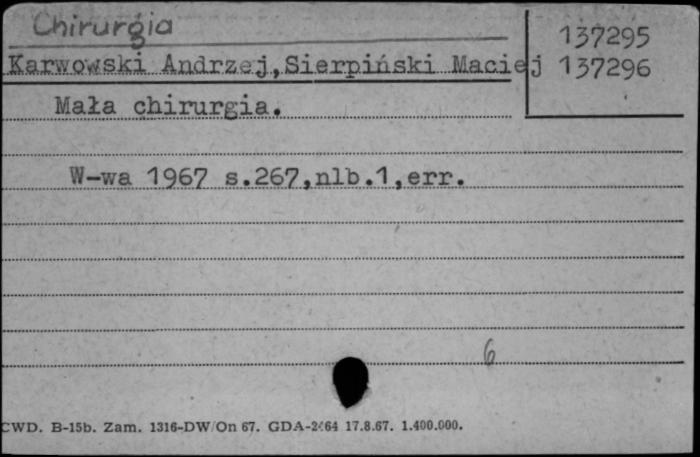 Chirurgia
137295
Karwowski Andrzej,Sierpiński Maciej 137296
Mała chirurgia.
W-wa 1967 s.267,nlb.1,err.
6
CWD. B-15b. Zam. 1316-DW/On 67. GDA-2464 17.8.67. 1.400.000.